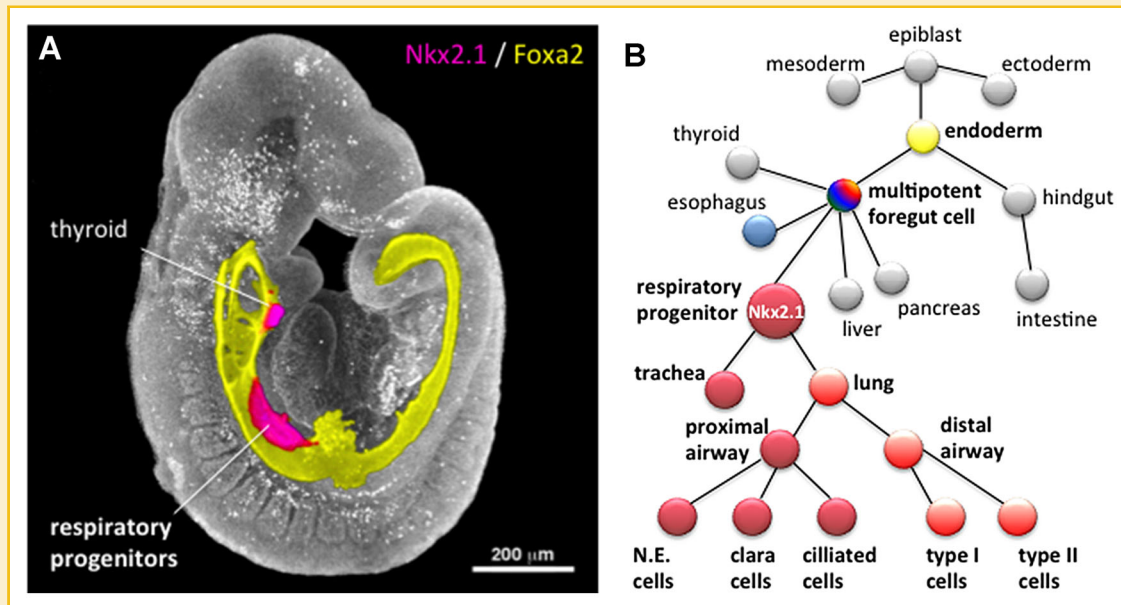 A
Nkx2.1 / Foxa2
thyroid
respiratory
progenitors
200 μm
B
epiblast
mesoderm
ectoderm
endoderm
thyroid
multipotent
foregut cell
esophagus
hindgut
respiratory
progenitor
Nkx2.1
liver
pancreas
intestine
trachea
lung
proximal
airway
distal
airway
N.E.
cells
clara
cells
cilliated
cells
type I
cells
type II
cells